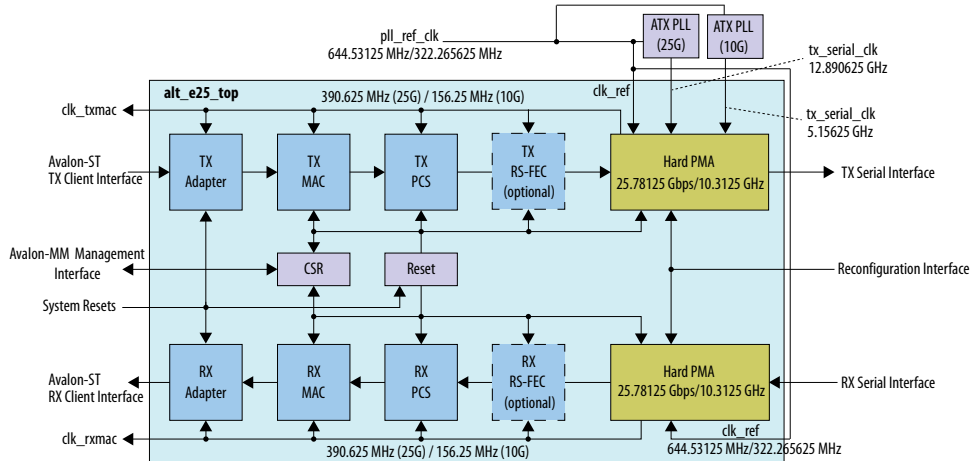 ATX PLL
(25G)
ATX PLL
(10G)
pll_ref_clk
644.53125 MHz/322.265625 MHz
tx_serial_clk
12.890625 GHz
alt_e25_top
390.625 MHz (25G) / 156.25 MHz (10G)
clk_ref
clk_txmac
tx_serial_clk
5.15625 GHz
Avalon-ST
TX Client Interface
TX
Adapter
TX
MAC
TX
PCS
TX
RS-FEC
(optional)
Hard PMA
25.78125 Gbps/10.3125 GHz
TX Serial Interface
Avalon-MM Management
Interface
CSR
Reset
Reconfiguration Interface
System Resets
Avalon-ST
RX Client Interface
RX
Adapter
RX
MAC
RX
PCS
RX
RS-FEC
(optional)
Hard PMA
25.78125 Gbps/10.3125 GHz
RX Serial Interface
clk_rxmac
390.625 MHz (25G) / 156.25 MHz (10G)
clk_ref
644.53125 MHz/322.265625 MHz